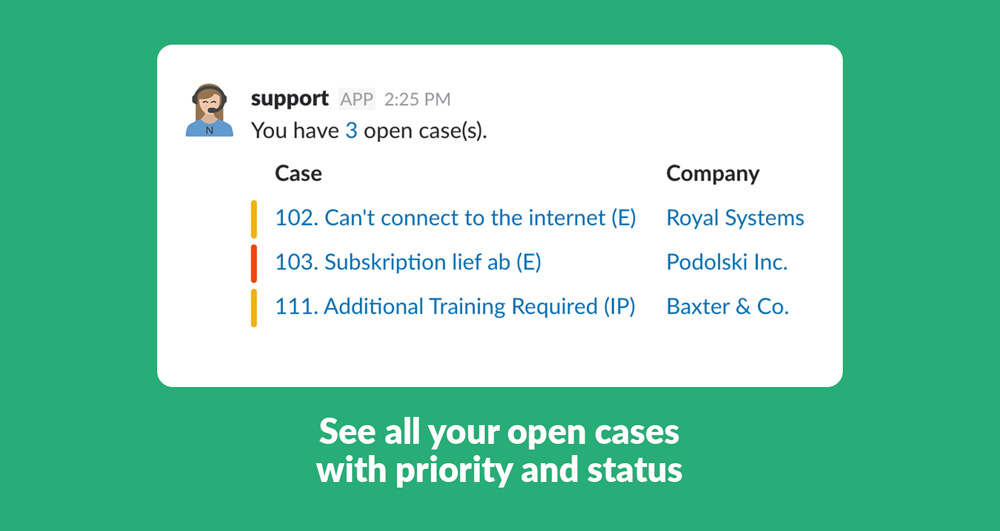 support APP 2:25 PM
N
You have 3 open case(s).
Case Company
102. Can't connect to the internet (E) Royal Systems
103. Subskription lief ab (E) Podolski Inc.
111. Additional Training Required (IP) Baxter & Co.
See all your open cases
with priority and status